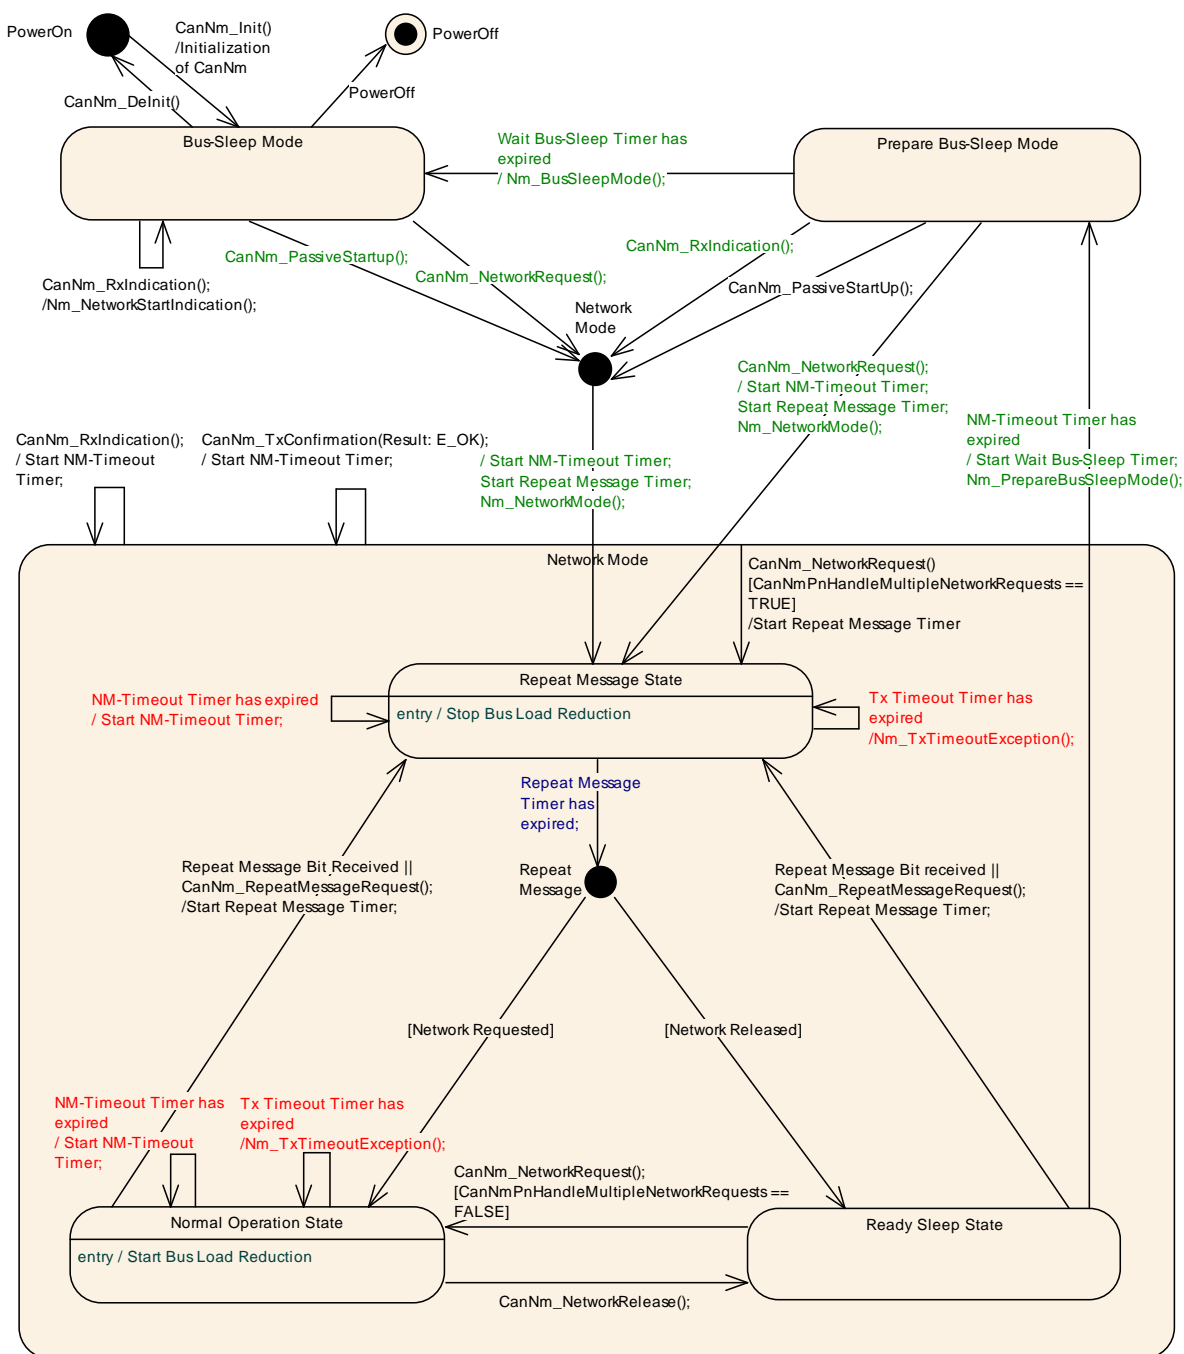 PowerOn
CanNm_Init()
/Initialization
of CanNm
PowerOff
CanNm_DeInit()
PowerOff
Bus-Sleep Mode
Wait Bus-Sleep Timer has
expired
/ Nm_BusSleepMode();
Prepare Bus-Sleep Mode
CanNm_RxIndication();
/Nm_NetworkStartIndication();
CanNm_PassiveStartup();
CanNm_NetworkRequest();
CanNm_RxIndication();
CanNm_PassiveStartUp();
Network
Mode
CanNm_NetworkRequest();
/ Start NM-Timeout Timer;
Start Repeat Message Timer;
Nm_NetworkMode();
NM-Timeout Timer has
expired
/ Start Wait Bus-Sleep Timer;
Nm_PrepareBusSleepMode();
CanNm_RxIndication();
/ Start NM-Timeout
Timer;
CanNm_TxConfirmation(Result: E_OK);
/ Start NM-Timeout Timer;
/ Start NM-Timeout Timer;
Start Repeat Message Timer;
Nm_NetworkMode();
Network Mode
CanNm_NetworkRequest()
[CanNmPnHandleMultipleNetworkRequests ==
TRUE]
/Start Repeat Message Timer
Repeat Message State
entry / Stop Bus Load Reduction
NM-Timeout Timer has expired
/ Start NM-Timeout Timer;
Tx Timeout Timer has
expired
/Nm_TxTimeoutException();
Repeat Message
Timer has
expired;
Repeat Message Bit Received ||
CanNm_RepeatMessageRequest();
/Start Repeat Message Timer;
Repeat
Message
Repeat Message Bit received ||
CanNm_RepeatMessageRequest();
/Start Repeat Message Timer;
[Network Requested]
[Network Released]
NM-Timeout Timer has
expired
/ Start NM-Timeout
Timer;
Tx Timeout Timer has
expired
/Nm_TxTimeoutException();
CanNm_NetworkRequest();
[CanNmPnHandleMultipleNetworkRequests ==
FALSE]
Normal Operation State
entry / Start Bus Load Reduction
Ready Sleep State
CanNm_NetworkRelease();